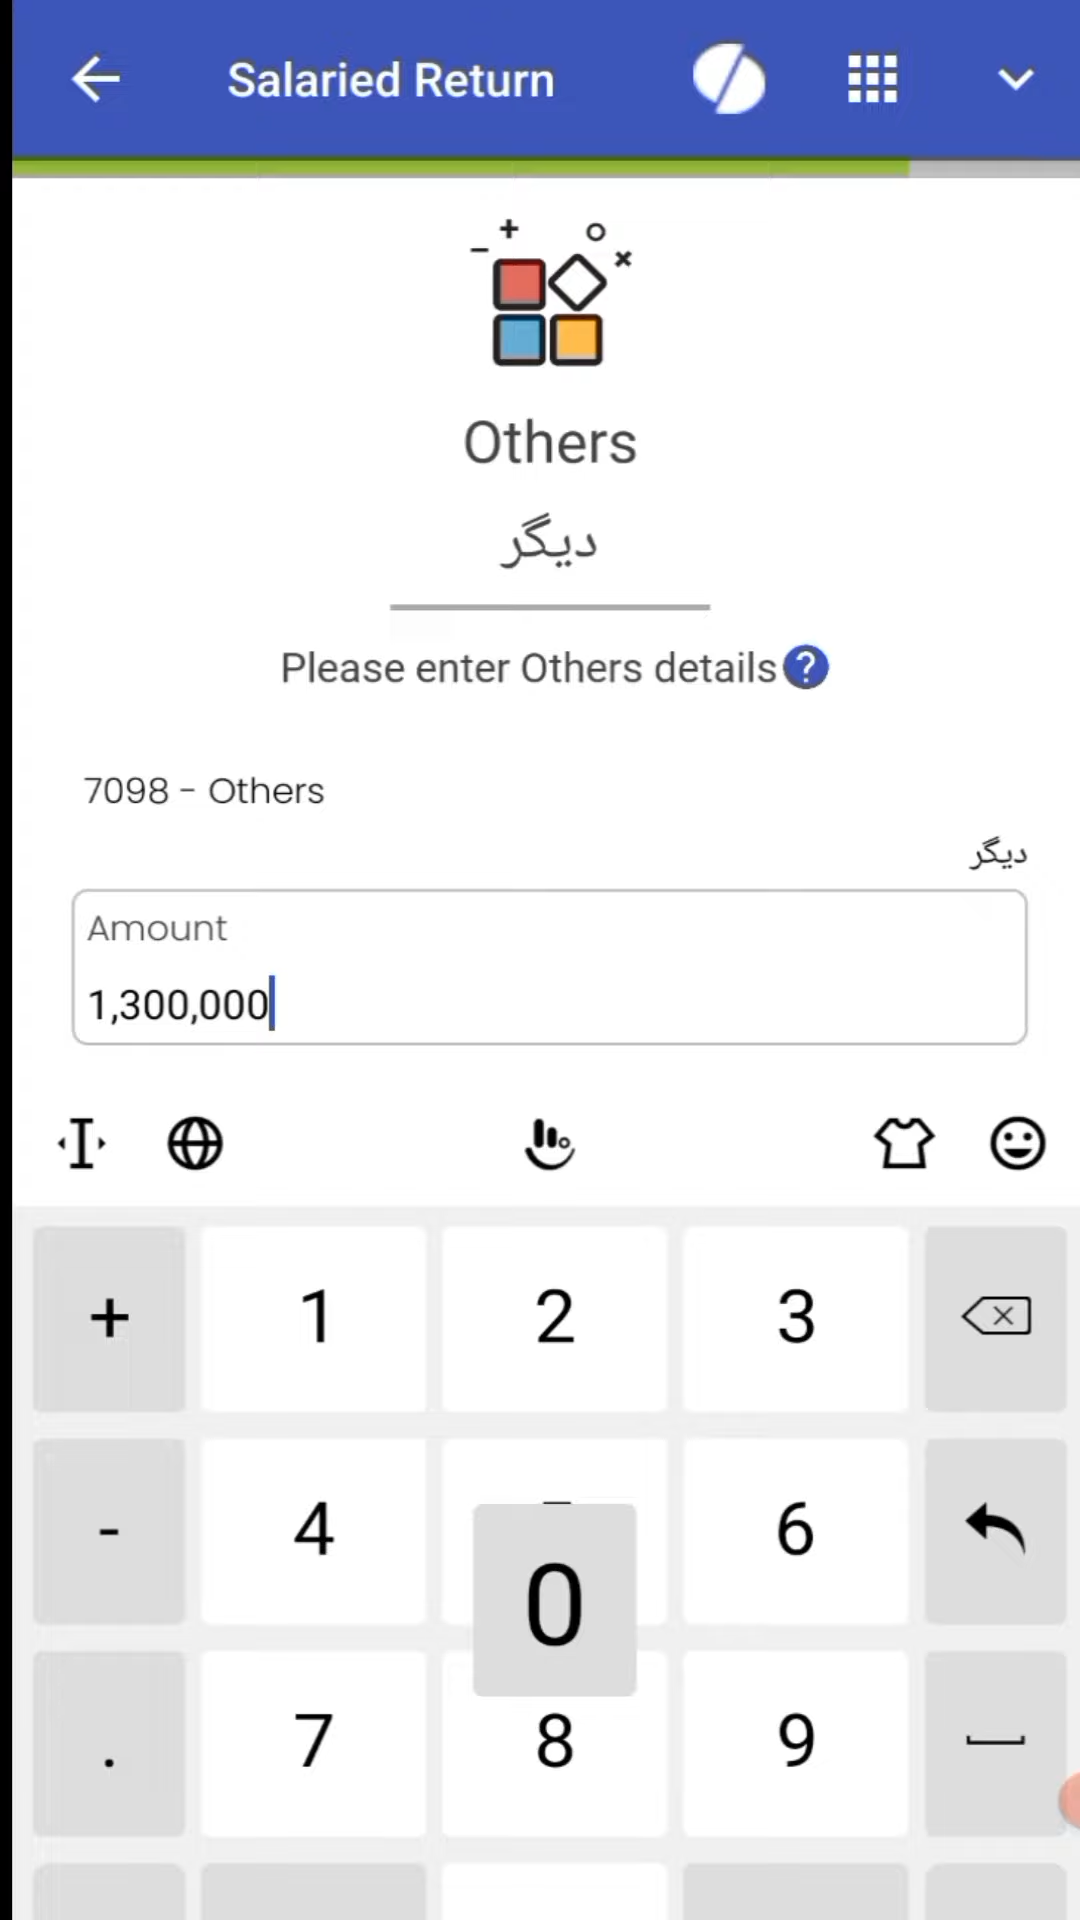 Salaried Return
Others
دیگر
Please enter Others details ?
7098 - Others
دیگر
Amount
1,300,000
+ 1 2 3
- 4 6
0
. 7 8 9